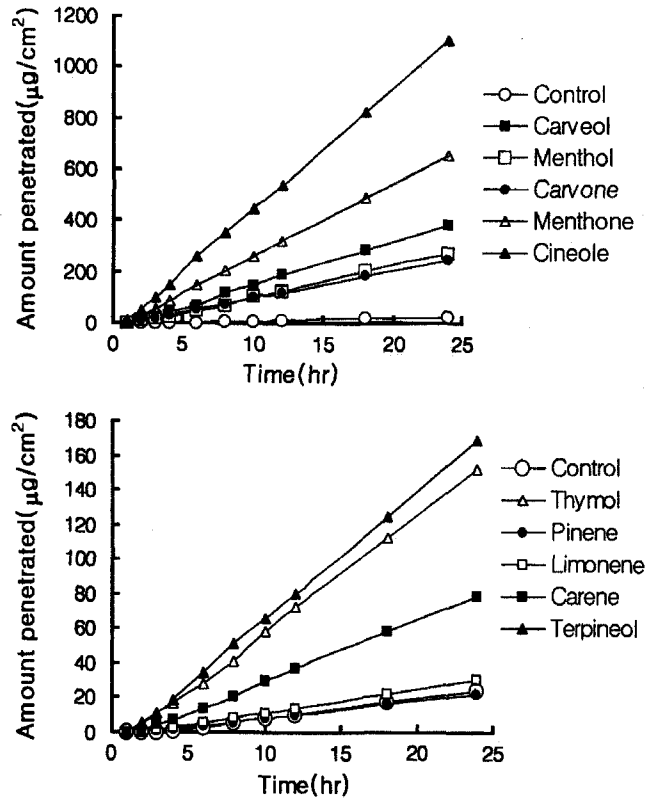 Amount penetrated(µg/cm²)
1200
1000
800
600
400
200
0
0 5 10 15 20 25
Time(hr)
Control
Carveol
Menthol
Carvone
Menthone
Cineole
Amount penetrated(µg/cm²)
180
160
140
120
100
80
60
40
20
0
0 5 10 15 20 25
Time(hr)
Control
Thymol
Pinene
Limonene
Carene
Terpineol